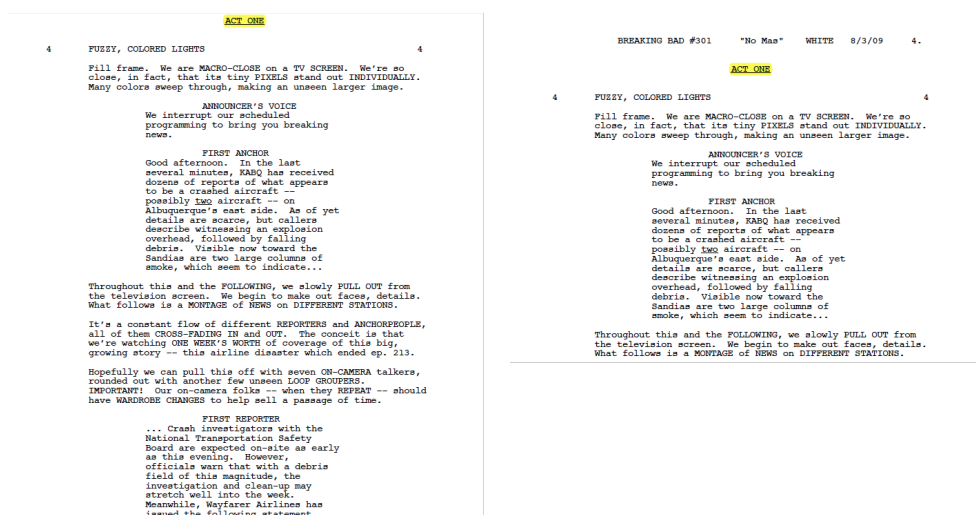 ACT ONE
4 FUZZY, COLORED LIGHTS 4
Fill frame. We are MACRO-CLOSE on a TV SCREEN. We're so
close, in fact, that its tiny PIXELS stand out INDIVIDUALLY.
Many colors sweep through, making an unseen larger image.
ANNOUNCER'S VOICE
We interrupt our scheduled
programming to bring you breaking
news.
FIRST ANCHOR
Good afternoon. In the last
several minutes, KABQ has received
dozens of reports of what appears
to be a crashed aircraft --
possibly two aircraft -- on
Albuquerque's east side. As of yet
details are scarce, but callers
describe witnessing an explosion
overhead, followed by falling
debris. Visible now toward the
Sandias are two large columns of
smoke, which seem to indicate...
Throughout this and the FOLLOWING, we slowly PULL OUT from
the television screen. We begin to make out faces, details.
What follows is a MONTAGE of NEWS on DIFFERENT STATIONS.
It's a constant flow of different REPORTERS and ANCHORPEOPLE,
all of them CROSS-FADING IN and OUT. The conceit is that
we're watching ONE WEEK'S WORTH of coverage of this big,
growing story -- this airline disaster which ended ep. 213.
Hopefully we can pull this off with seven ON-CAMERA talkers,
rounded out with another few unseen LOOP GROUPERS.
IMPORTANT! Our on-camera folks -- when they REPEAT -- should
have WARDROBE CHANGES to help sell a passage of time.
FIRST REPORTER
... Crash investigators with the
National Transportation Safety
Board are expected on-site as early
as this evening. However,
officials warn that with a debris
field of this magnitude, the
investigation and clean-up may
stretch well into the week.
Meanwhile, Wayfarer Airlines has
issued the following statement
BREAKING BAD #301 "No Mas" WHITE 8/3/09 4.
ACT ONE
4 FUZZY, COLORED LIGHTS 4
Fill frame. We are MACRO-CLOSE on a TV SCREEN. We're so
close, in fact, that its tiny PIXELS stand out INDIVIDUALLY.
Many colors sweep through, making an unseen larger image.
ANNOUNCER'S VOICE
We interrupt our scheduled
programming to bring you breaking
news.
FIRST ANCHOR
Good afternoon. In the last
several minutes, KABQ has received
dozens of reports of what appears
to be a crashed aircraft --
possibly two aircraft -- on
Albuquerque's east side. As of yet
details are scarce, but callers
describe witnessing an explosion
overhead, followed by falling
debris. Visible now toward the
Sandias are two large columns of
smoke, which seem to indicate...
Throughout this and the FOLLOWING, we slowly PULL OUT from
the television screen. We begin to make out faces, details.
What follows is a MONTAGE of NEWS on DIFFERENT STATIONS.